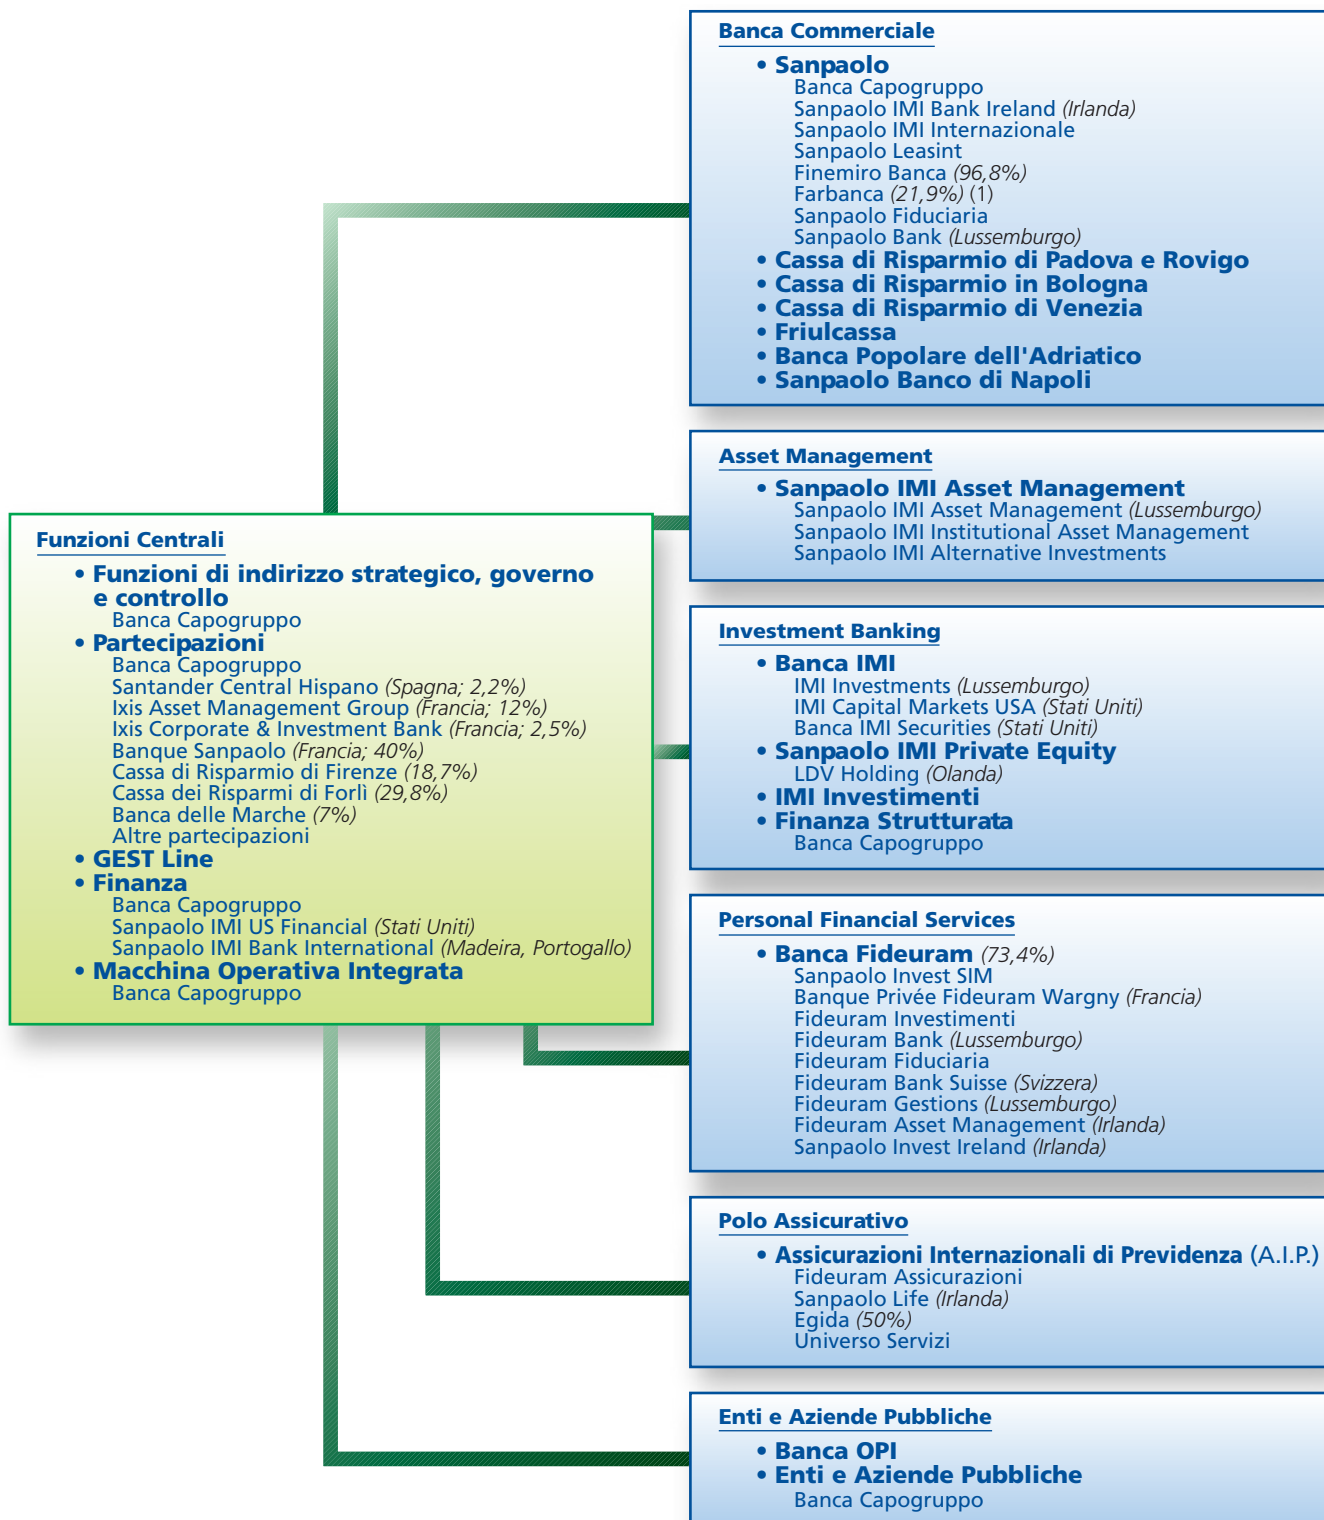 Banca Commerciale
• Sanpaolo
Banca Capogruppo
Sanpaolo IMI Bank Ireland (Irlanda)
Sanpaolo IMI Internazionale
Sanpaolo Leasint
Finemiro Banca (96,8%)
Farbanca (21,9%) (1)
Sanpaolo Fiduciaria
Sanpaolo Bank (Lussemburgo)
• Cassa di Risparmio di Padova e Rovigo
• Cassa di Risparmio in Bologna
• Cassa di Risparmio di Venezia
• Friulcassa
• Banca Popolare dell'Adriatico
• Sanpaolo Banco di Napoli
Asset Management
• Sanpaolo IMI Asset Management
Sanpaolo IMI Asset Management (Lussemburgo)
Sanpaolo IMI Institutional Asset Management
Sanpaolo IMI Alternative Investments
Funzioni Centrali
• Funzioni di indirizzo strategico, governo
e controllo
Banca Capogruppo
• Partecipazioni
Banca Capogruppo
Santander Central Hispano (Spagna; 2,2%)
Ixis Asset Management Group (Francia; 12%)
Ixis Corporate & Investment Bank (Francia; 2,5%)
Banque Sanpaolo (Francia; 40%)
Cassa di Risparmio di Firenze (18,7%)
Cassa dei Risparmi di Forlì (29,8%)
Banca delle Marche (7%)
Altre partecipazioni
• GEST Line
• Finanza
Banca Capogruppo
Sanpaolo IMI US Financial (Stati Uniti)
Sanpaolo IMI Bank International (Madeira, Portogallo)
• Macchina Operativa Integrata
Banca Capogruppo
Investment Banking
• Banca IMI
IMI Investments (Lussemburgo)
IMI Capital Markets USA (Stati Uniti)
Banca IMI Securities (Stati Uniti)
• Sanpaolo IMI Private Equity
LDV Holding (Olanda)
• IMI Investimenti
• Finanza Strutturata
Banca Capogruppo
Personal Financial Services
• Banca Fideuram (73,4%)
Sanpaolo Invest SIM
Banque Privée Fideuram Wargny (Francia)
Fideuram Investimenti
Fideuram Bank (Lussemburgo)
Fideuram Fiduciaria
Fideuram Bank Suisse (Svizzera)
Fideuram Gestions (Lussemburgo)
Fideuram Asset Management (Irlanda)
Sanpaolo Invest Ireland (Irlanda)
Polo Assicurativo
• Assicurazioni Internazionali di Previdenza (A.I.P.)
Fideuram Assicurazioni
Sanpaolo Life (Irlanda)
Egida (50%)
Universo Servizi
Enti e Aziende Pubbliche
• Banca OPI
• Enti e Aziende Pubbliche
Banca Capogruppo